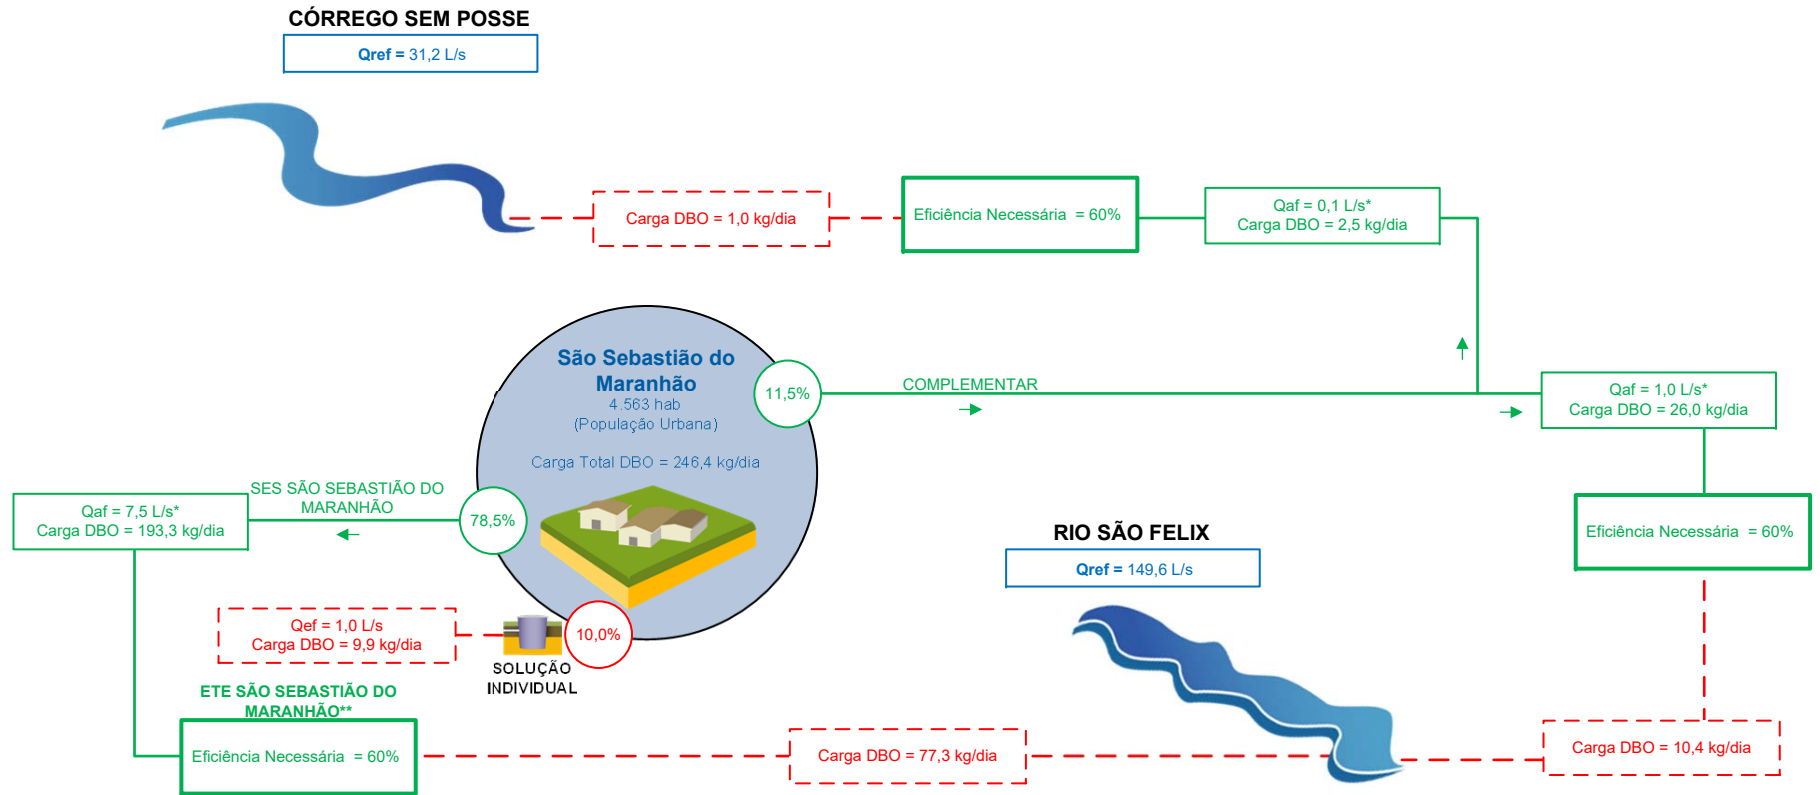 CÓRREGO SEM POSSE
Qref = 31,2 L/s
Carga DBO = 1,0 kg/dia
Eficiência Necessária = 60%
Qaf = 0,1 L/s*
Carga DBO = 2,5 kg/dia
São Sebastião do
Maranhão
4.563 hab
(População Urbana)
Carga Total DBO = 246,4 kg/dia
11,5%
COMPLEMENTAR
Qaf = 1,0 L/s*
Carga DBO = 26,0 kg/dia
SES SÃO SEBASTIÃO DO
MARANHÃO
78,5%
Qaf = 7,5 L/s*
Carga DBO = 193,3 kg/dia
RIO SÃO FELIX
Qref = 149,6 L/s
Eficiência Necessária = 60%
Qef = 1,0 L/s
Carga DBO = 9,9 kg/dia
10,0%
SOLUÇÃO
INDIVIDUAL
ETE SÃO SEBASTIÃO DO
MARANHÃO**
Eficiência Necessária = 60%
Carga DBO = 77,3 kg/dia
Carga DBO = 10,4 kg/dia